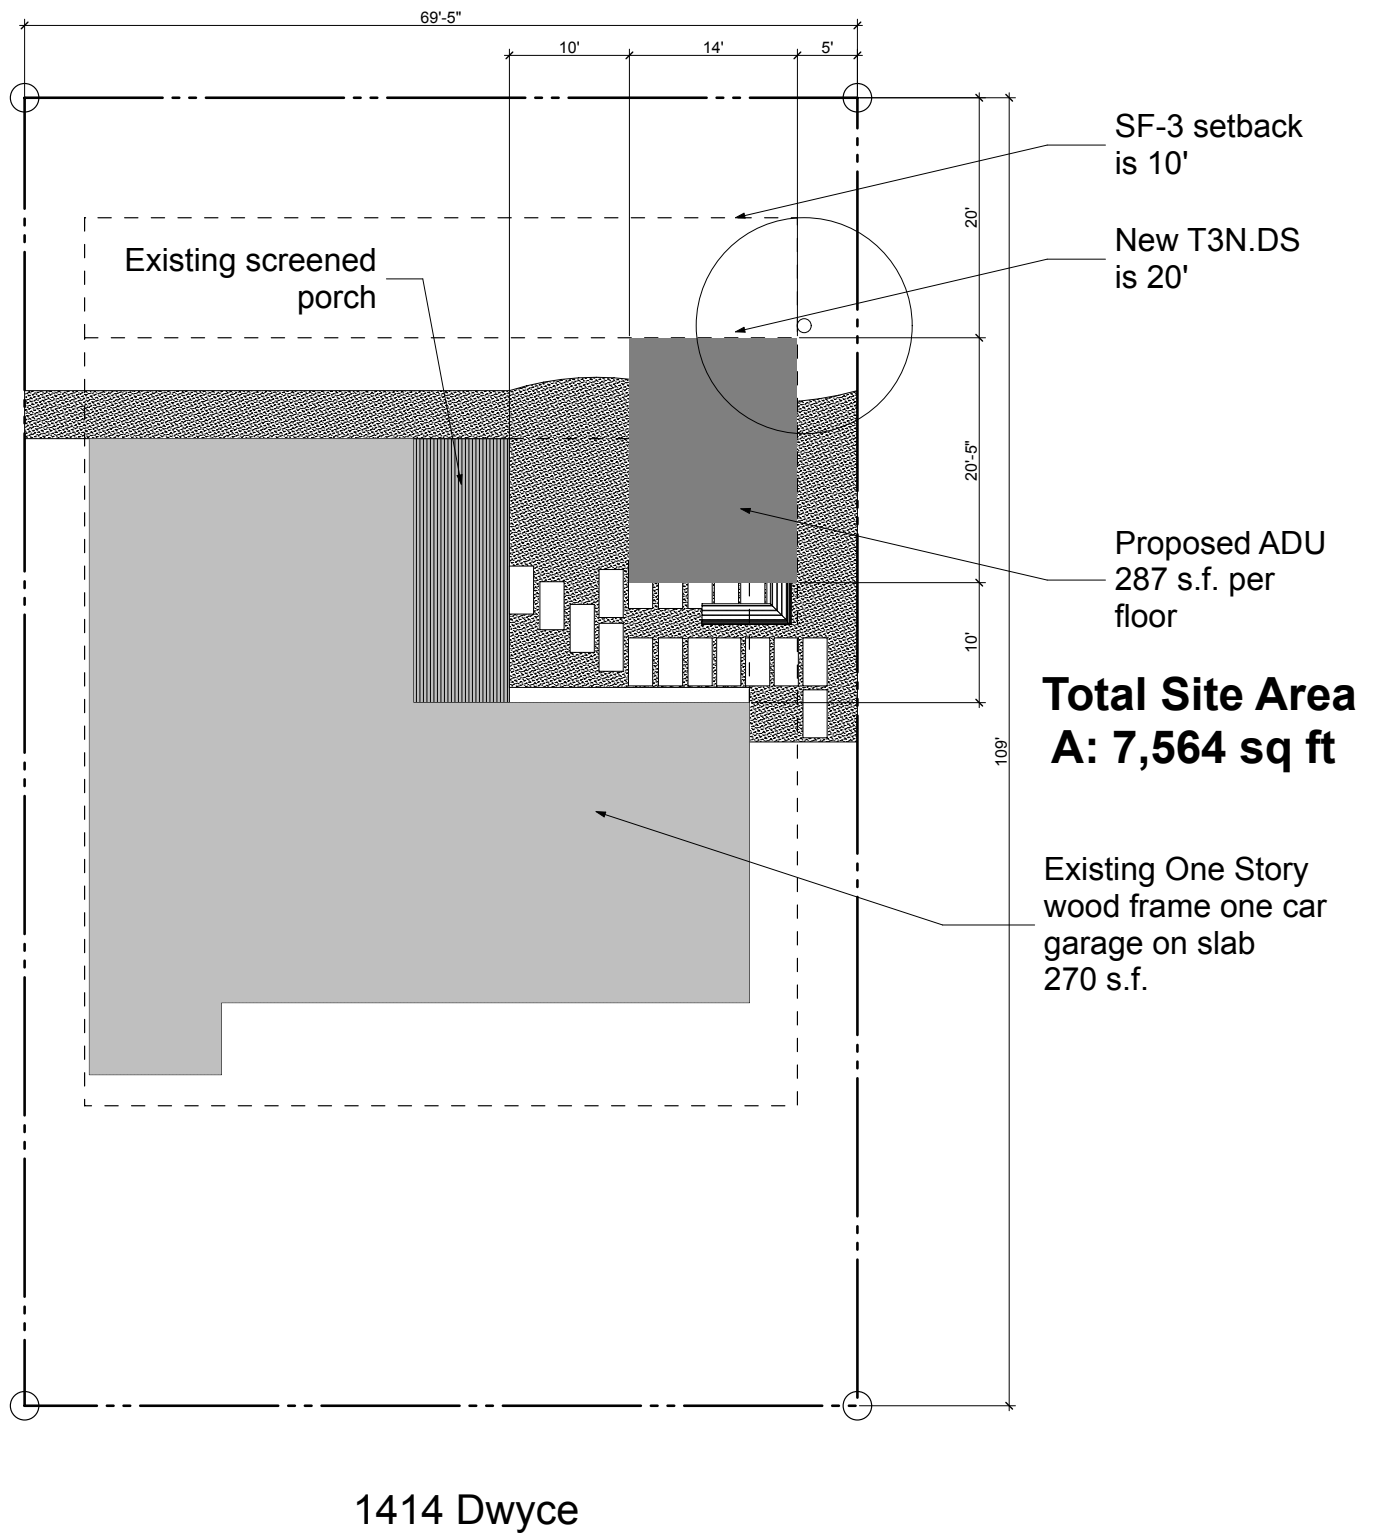 69'-5"
10'
14'
5'
SF-3 setback
is 10'
20'
New T3N.DS
is 20'
Existing screened
porch
20'-5"
Proposed ADU
287 s.f. per
floor
10'
Total Site Area
A: 7,564 sq ft
109'
Existing One Story
wood frame one car
garage on slab
270 s.f.
1414 Dwyce